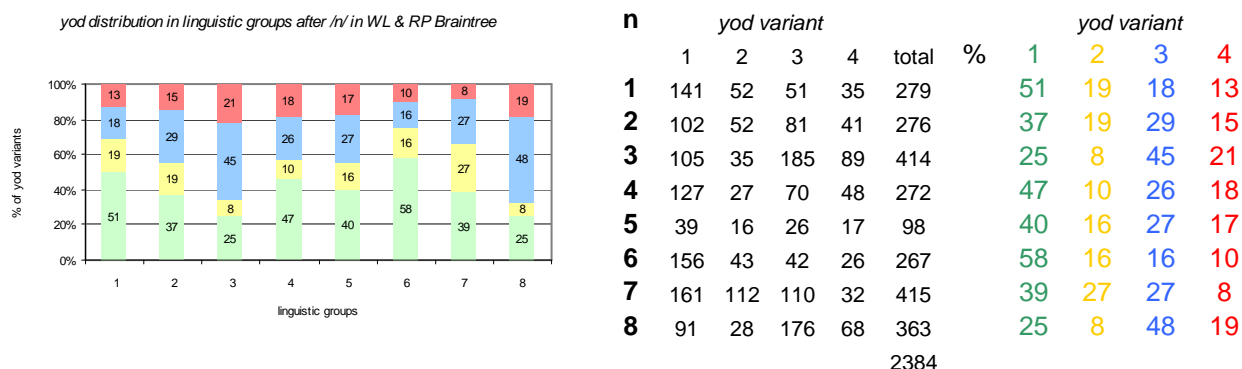 yod distribution in linguistic groups after /n/ in WL & RP Braintree
100% 13 15 21 18 17 10 8 19
80% 18 29 45 26 27 16 27 48
60% 19 19 8 10 16 16 27 8
40% 51 37 25 47 40 58 39 25
20%
0%
1 2 3 4 5 6 7 8
% of yod variants
linguistic groups
n yod variant yod variant
1 2 3 4 total % 1 2 3 4
1 141 52 51 35 279 51 19 18 13
2 102 52 81 41 276 37 19 29 15
3 105 35 185 89 414 25 8 45 21
4 127 27 70 48 272 47 10 26 18
5 39 16 26 17 98 40 16 27 17
6 156 43 42 26 267 58 16 16 10
7 161 112 110 32 415 39 27 27 8
8 91 28 176 68 363 25 8 48 19
2384